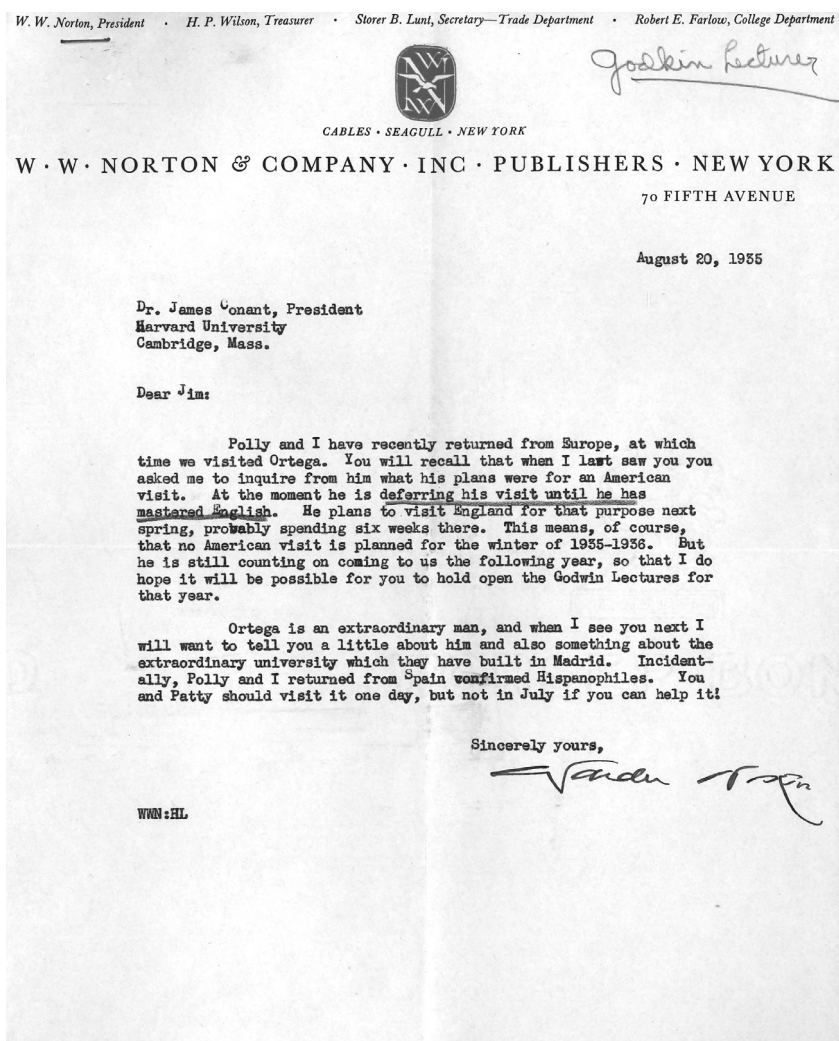 W. W. Norton, President · H. P. Wilson, Treasurer · Storer B. Lunt, Secretary—Trade Department · Robert E. Farlow, College Department
Godkin Lecturer
CABLES · SEAGULL · NEW YORK
W · W · NORTON & COMPANY · INC · PUBLISHERS · NEW YORK
70 FIFTH AVENUE
August 20, 1935
Dr. James Conant, President
Harvard University
Cambridge, Mass.
Dear Jim:
Polly and I have recently returned from Europe, at which
time we visited Ortega. You will recall that when I last saw you you
asked me to inquire from him what his plans were for an American
visit. At the moment he is deferring his visit until he has
mastered English. He plans to visit England for that purpose next
spring, probably spending six weeks there. This means, of course,
that no American visit is planned for the winter of 1935-1936. But
he is still counting on coming to us the following year, so that I do
hope it will be possible for you to hold open the Godwin Lectures for
that year.
Ortega is an extraordinary man, and when I see you next I
will want to tell you a little about him and also something about the
extraordinary university which they have built in Madrid. Incident-
ally, Polly and I returned from Spain confirmed Hispanophiles. You
and Patty should visit it one day, but not in July if you can help it!
Sincerely yours,
WWN:HL